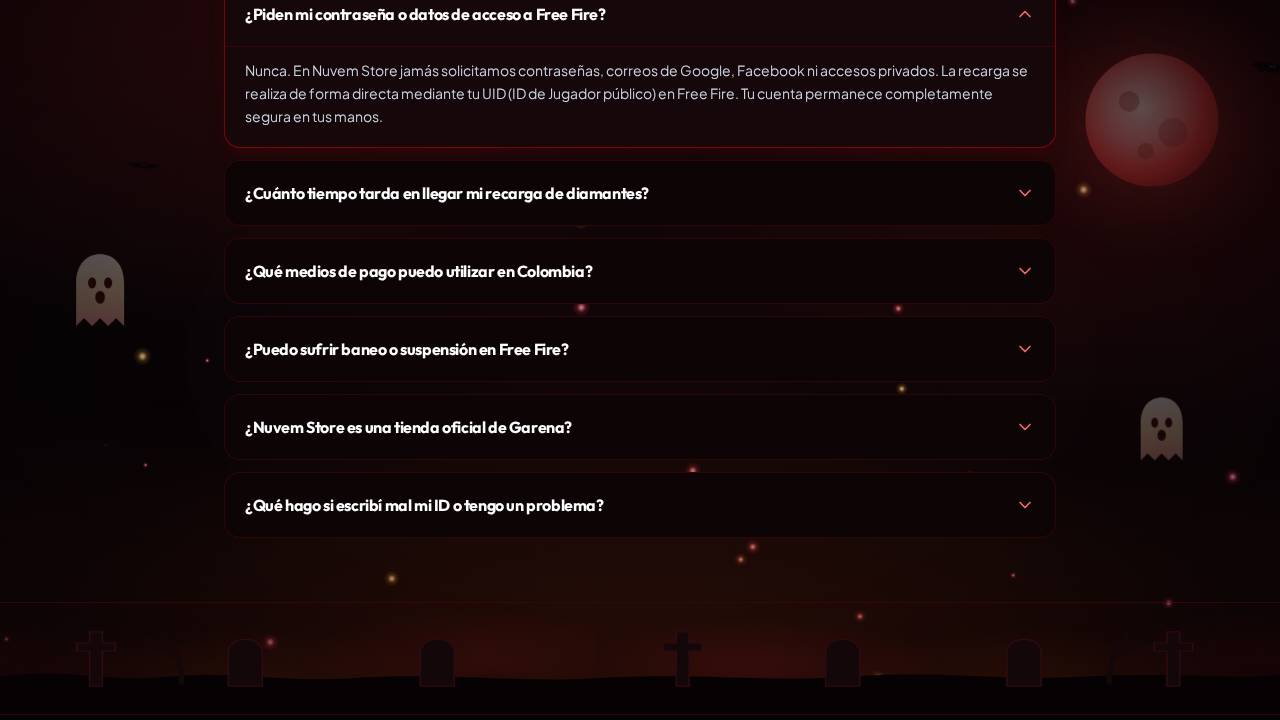 ¿Piden mi contraseña o datos de acceso a Free Fire?
Nunca. En Nuvem Store jamás solicitamos contraseñas, correos de Google, Facebook ni accesos privados. La recarga se
realiza de forma directa mediante tu UID (ID de Jugador público) en Free Fire. Tu cuenta permanece completamente
segura en tus manos.
¿Cuánto tiempo tarda en llegar mi recarga de diamantes?
¿Qué medios de pago puedo utilizar en Colombia?
¿Puedo sufrir baneo o suspensión en Free Fire?
¿Nuvem Store es una tienda oficial de Garena?
¿Qué hago si escribí mal mi ID o tengo un problema?